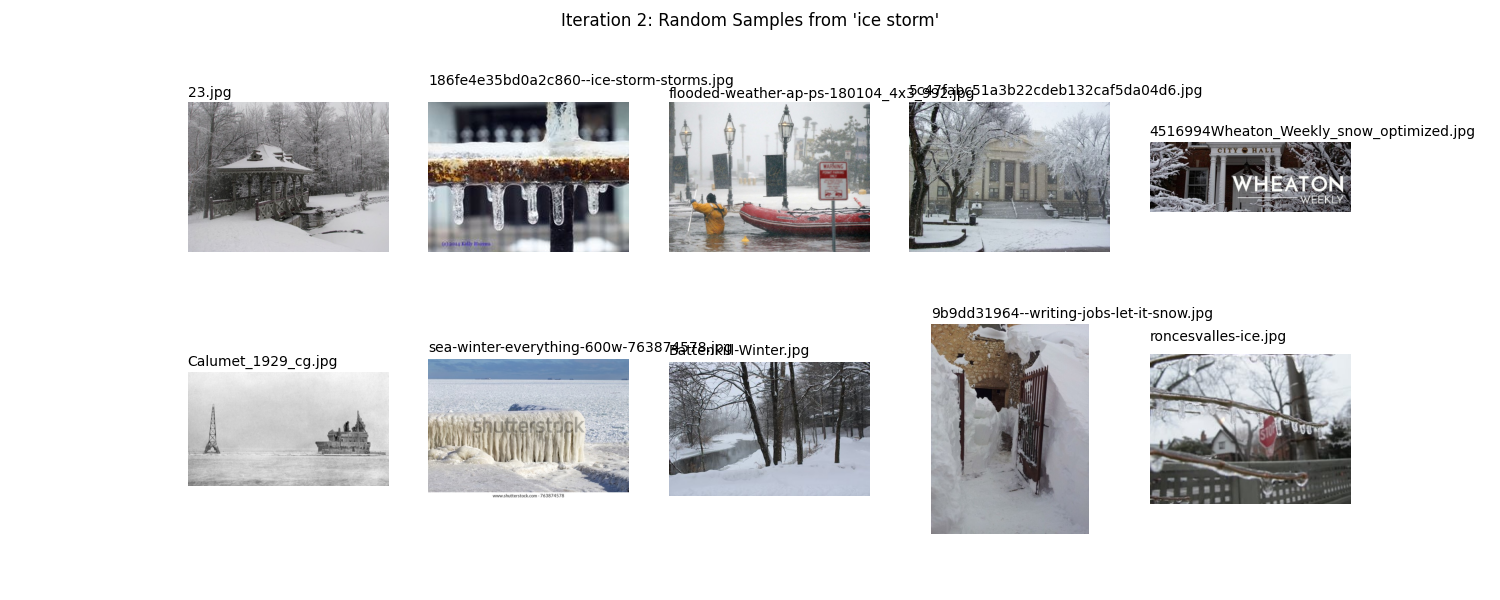 Iteration 2: Random Samples from 'ice storm'
23.jpg
186fe4e35bd0a2c860--ice-storm-storms.jpg
flooded-weather-ap-ps-180104_4x3_992.jpg
5c47fabc51a3b22cdeb132caf5da04d6.jpg
4516994Wheaton_Weekly_snow_optimized.jpg
WARNING
CITY HALL
WHEATON
WEEKLY
Calumet_1929_cg.jpg
sea-winter-everything-600w-763874578.jpg
Battenkill-Winter.jpg
9b9dd31964--writing-jobs-let-it-snow.jpg
roncesvalles-ice.jpg
shutterstock
STOP
www.shutterstock.com · 763874578